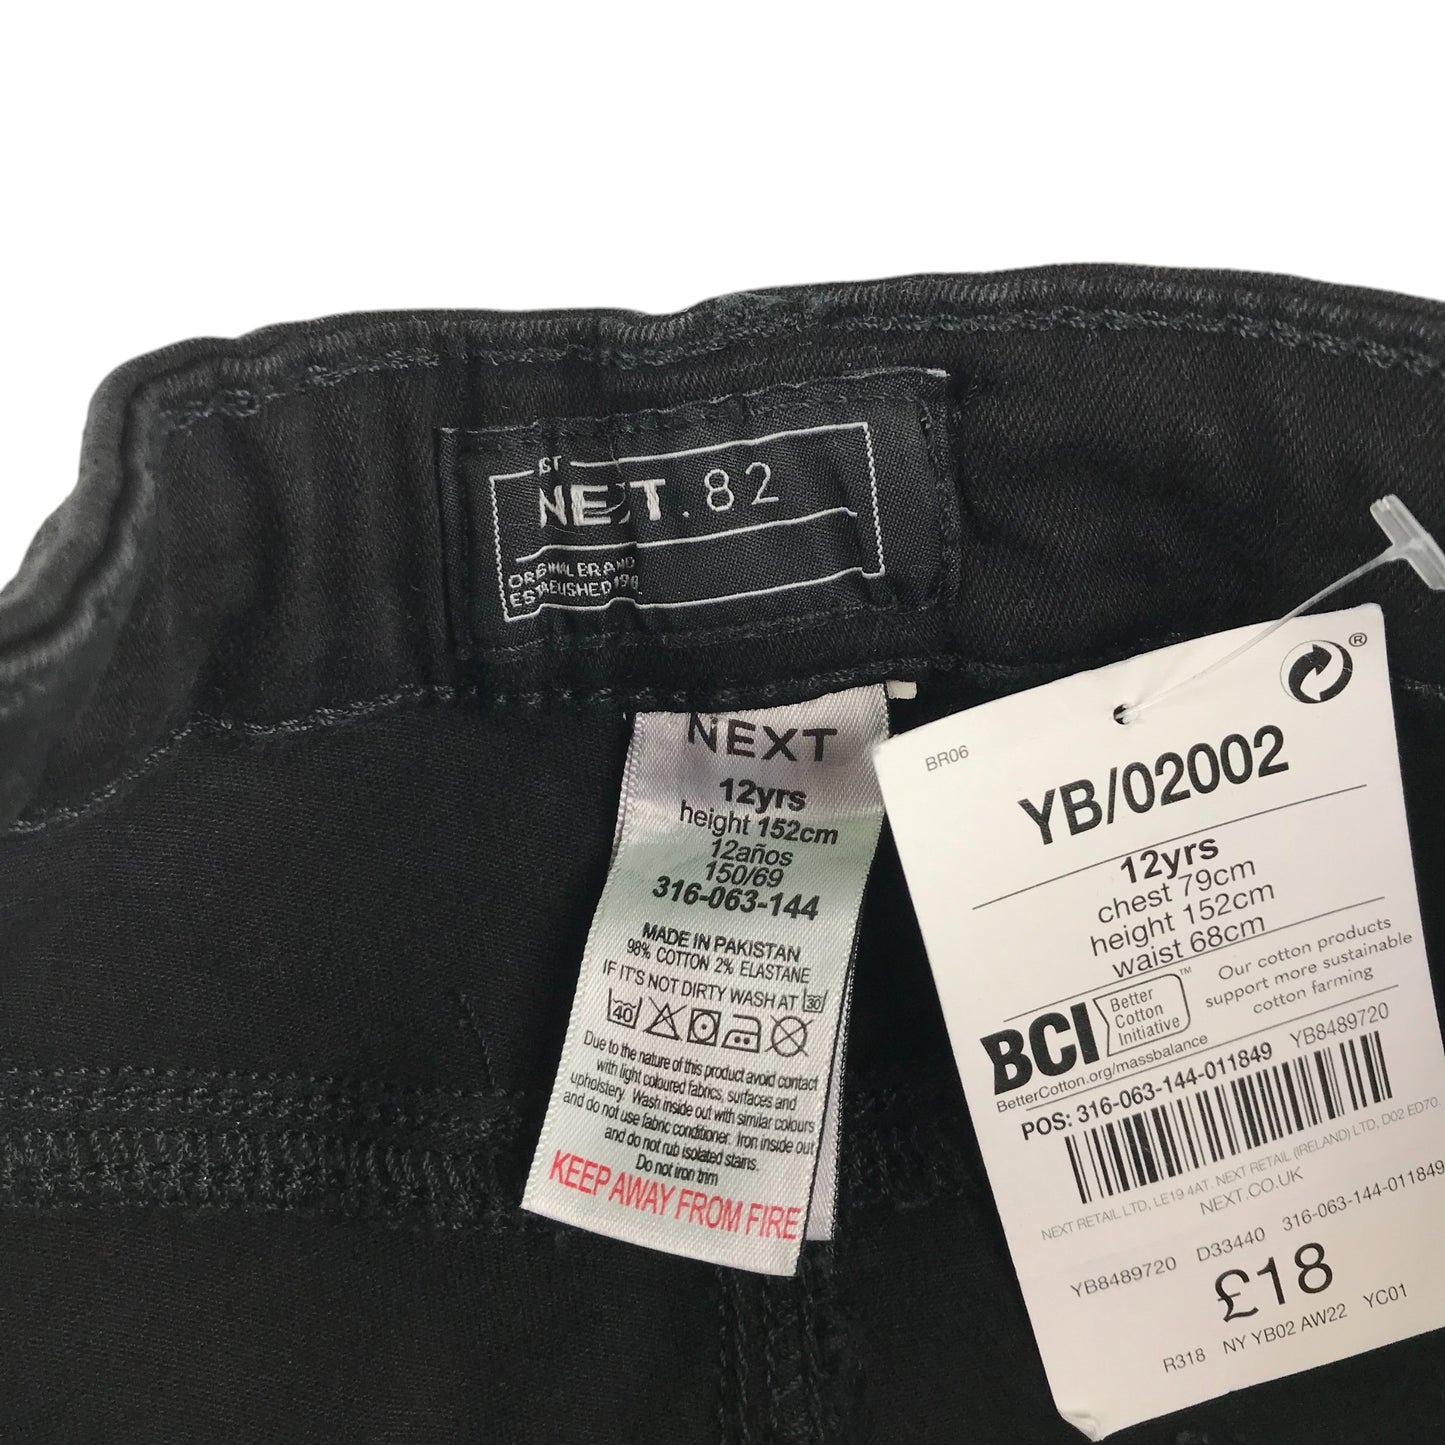 EST
NEXT.82
ORIGINAL BRAND
ESTABLISHED 198
NEXT
12yrs
height 152cm
12años
150/69
316-063-144
MADE IN PAKISTAN
98% COTTON 2% ELASTANE
IF IT'S NOT DIRTY WASH AT 30
40
Due to the nature of this product avoid contact
with light coloured fabrics, surfaces and
upholstery. Wash inside out with similar colours
and do not use fabric conditioner. Iron inside out
and do not rub isolated stains.
Do not iron trim
KEEP AWAY FROM FIRE
®
BR06
YB/02002
12yrs
chest 79cm
height 152cm
waist 68cm
BCI Better
Cotton
Initiative ™
Our cotton products
support more sustainable
cotton farming
BetterCotton.org/massbalance
POS: 316-063-144-011849 YB8489720
NEXT RETAIL LTD, LE19 4AT. NEXT RETAIL (IRELAND) LTD, D02 ED70.
NEXT.CO.UK
YB8489720 D33440 316-063-144-011849
£18
R318 NY YB02 AW22 YC01